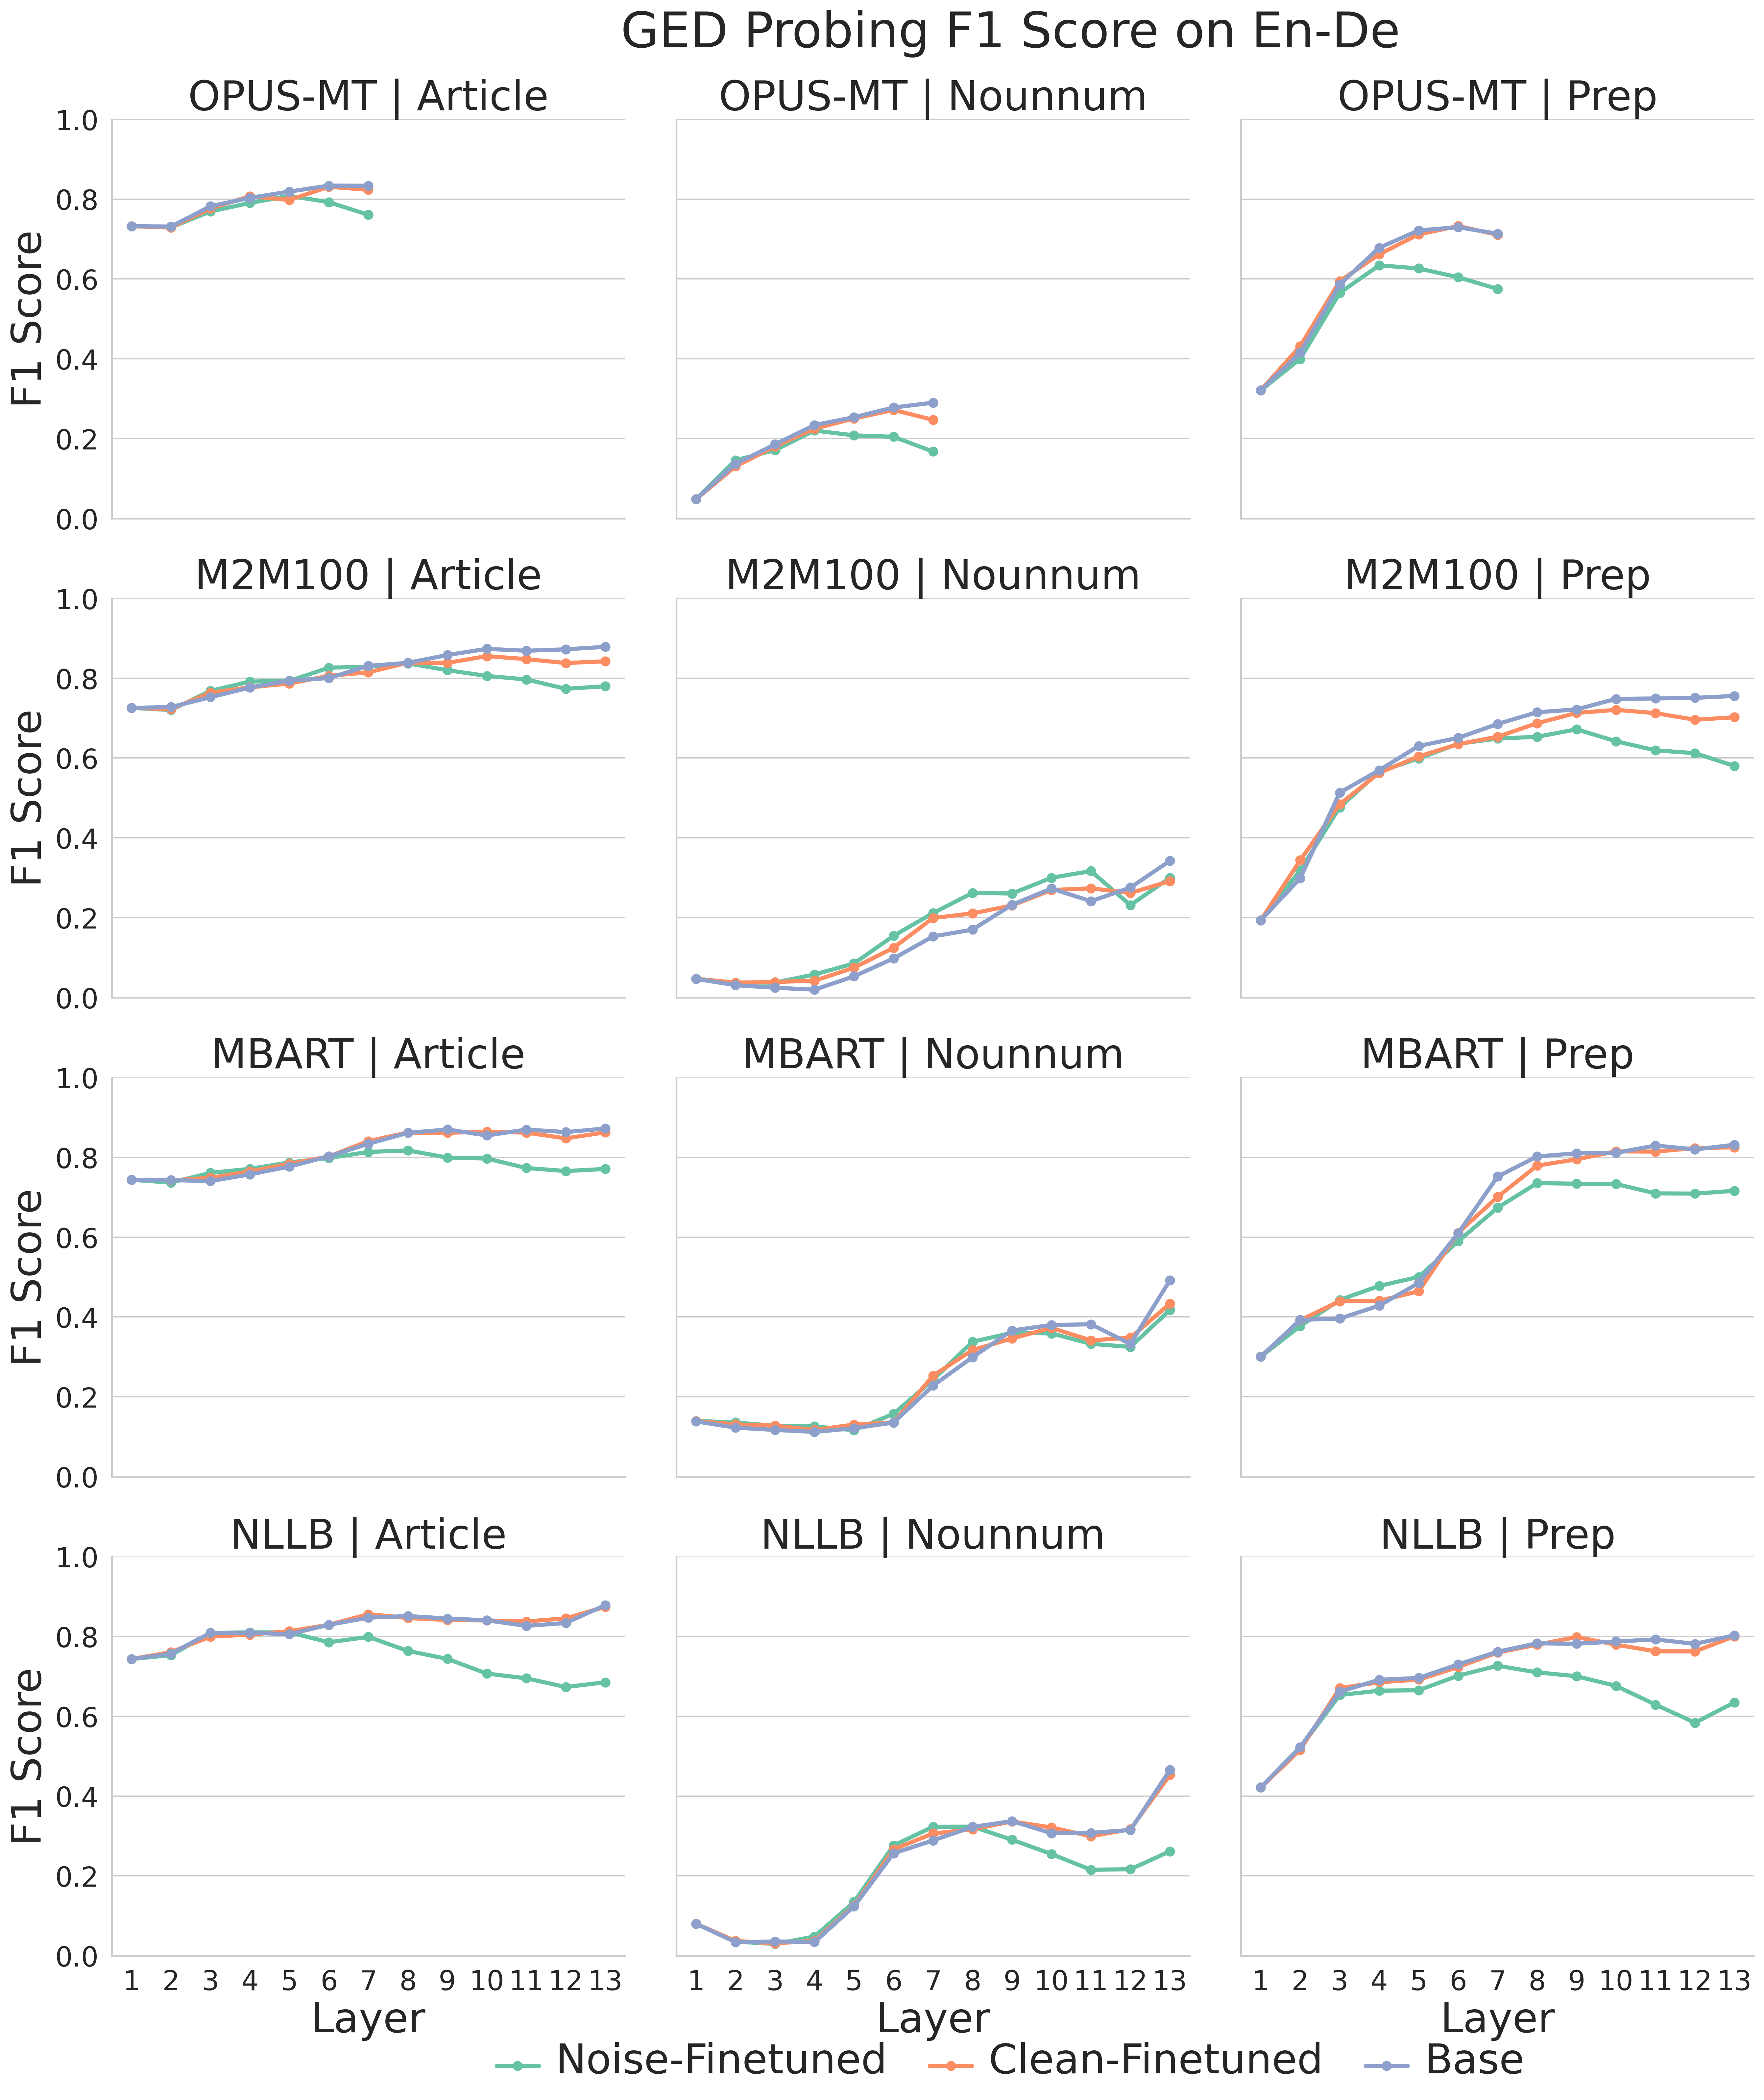 GED Probing F1 Score on En-De
OPUS-MT | Article
OPUS-MT | Nounnum
OPUS-MT | Prep
1.0
0.8
0.6
0.4
0.2
0.0
F1 Score
M2M100 | Article
M2M100 | Nounnum
M2M100 | Prep
1.0
0.8
0.6
0.4
0.2
0.0
F1 Score
MBART | Article
MBART | Nounnum
MBART | Prep
1.0
0.8
0.6
0.4
0.2
0.0
F1 Score
NLLB | Article
NLLB | Nounnum
NLLB | Prep
1.0
0.8
0.6
0.4
0.2
0.0
F1 Score
1 2 3 4 5 6 7 8 9 10 11 12 13
1 2 3 4 5 6 7 8 9 10 11 12 13
1 2 3 4 5 6 7 8 9 10 11 12 13
Layer
Layer
Layer
Noise-Finetuned
Clean-Finetuned
Base